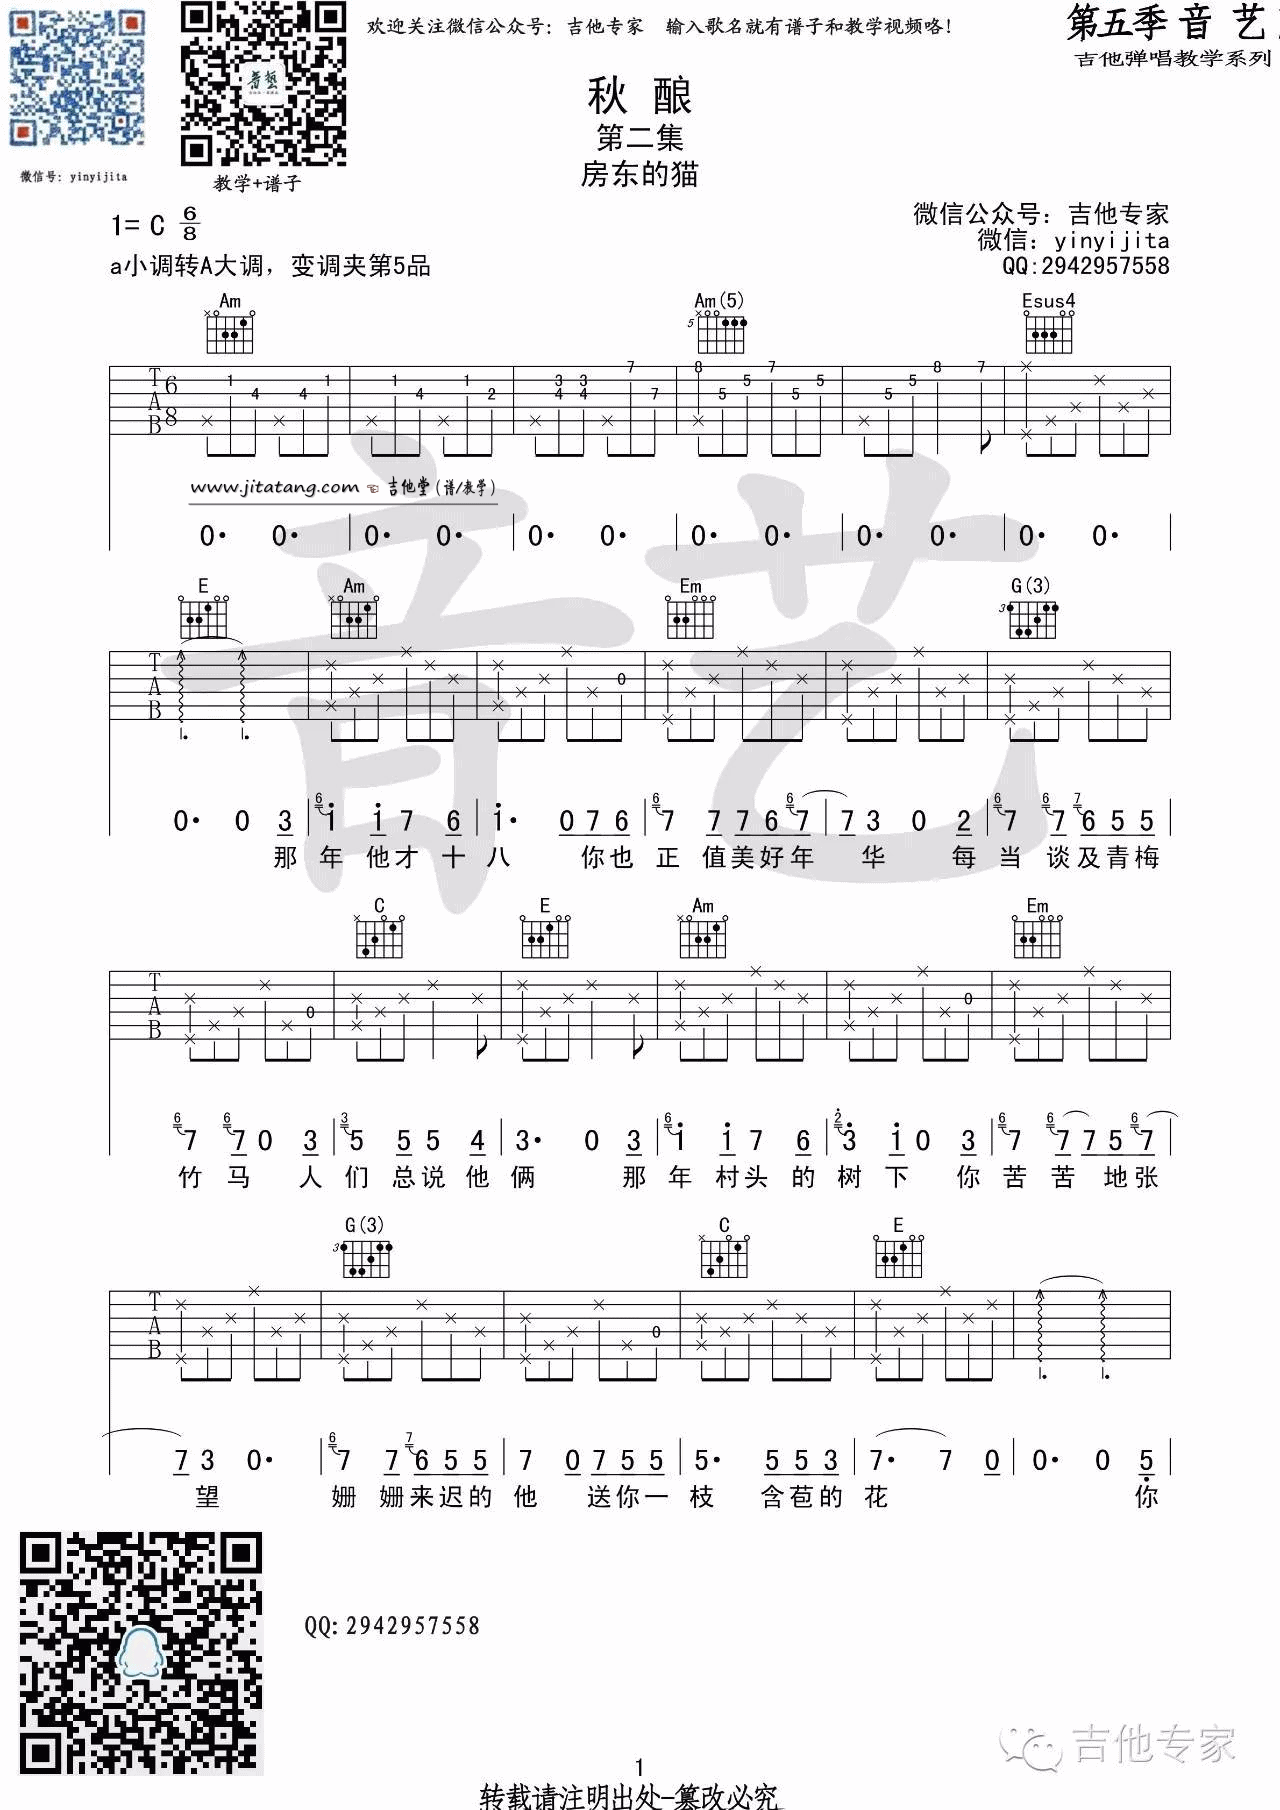 欢迎关注微信公众号：吉他专家　输入歌名就有谱子和教学视频咯！
第五季音艺
吉他弹唱教学系列
微信号：yinyijita
教学+谱子
秋 酿
第二集
房东的猫
1= C 6/8
a小调转A大调，变调夹第5品
微信公众号：吉他专家
微信：yinyijita
QQ:2942957558
Am Am(5) Esus4
www.jitatang.com 吉他堂(谱/教学)
0· 0· 0· 0· 0· 0· 0· 0· 0· 0· 0· 0·
E Am Em G(3)
0· 0 3 1 1 7 6 1· 0 7 6 7 7 7 6 7 7 3 0 2 7 7 6 5 5
那 年 他 才 十 八 你 也 正 值 美 好 年 华 每 当 谈 及 青 梅
C E Am Em
7 7 0 3 5 5 5 4 3· 0 3 1 1 7 6 3 1 0 3 7 7 7 5 7
竹 马 人 们 总 说 他 俩 那 年 村 头 的 树 下 你 苦 苦 地 张
G(3) C E
7 3 0· 7 7 6 5 5 7 0 7 5 5 5· 5 5 3 7· 7 0 0· 0 5
望 姗 姗 来 迟 的 他 送 你 一 枝 含 苞 的 花 你
QQ: 2942957558
吉他专家
1
转载请注明出处-篡改必究
音艺